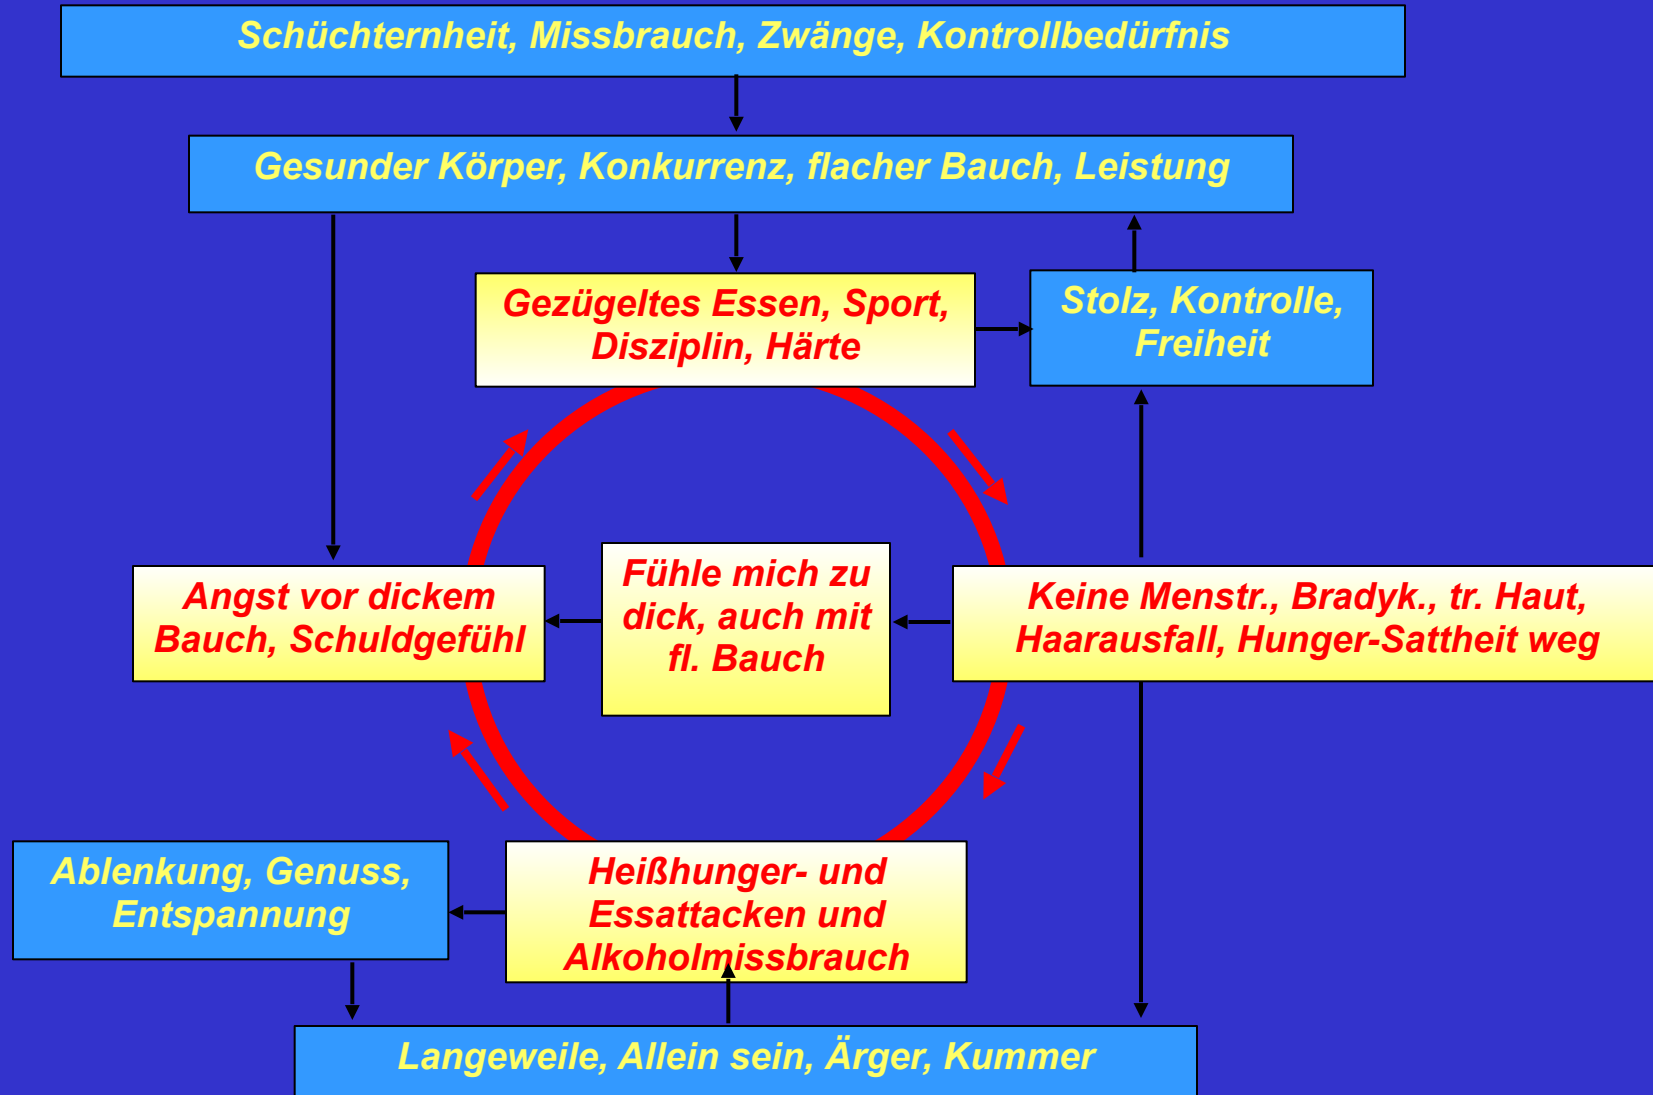 Schüchternheit, Missbrauch, Zwänge, Kontrollbedürfnis
Gesunder Körper, Konkurrenz, flacher Bauch, Leistung
Gezügeltes Essen, Sport,
Disziplin, Härte
Stolz, Kontrolle,
Freiheit
Angst vor dickem
Bauch, Schuldgefühl
Fühle mich zu
dick, auch mit
fl. Bauch
Keine Menstr., Bradyk., tr. Haut,
Haarausfall, Hunger-Sattheit weg
Ablenkung, Genuss,
Entspannung
Heißhunger- und
Essattacken und
Alkoholmissbrauch
Langeweile, Allein sein, Ärger, Kummer